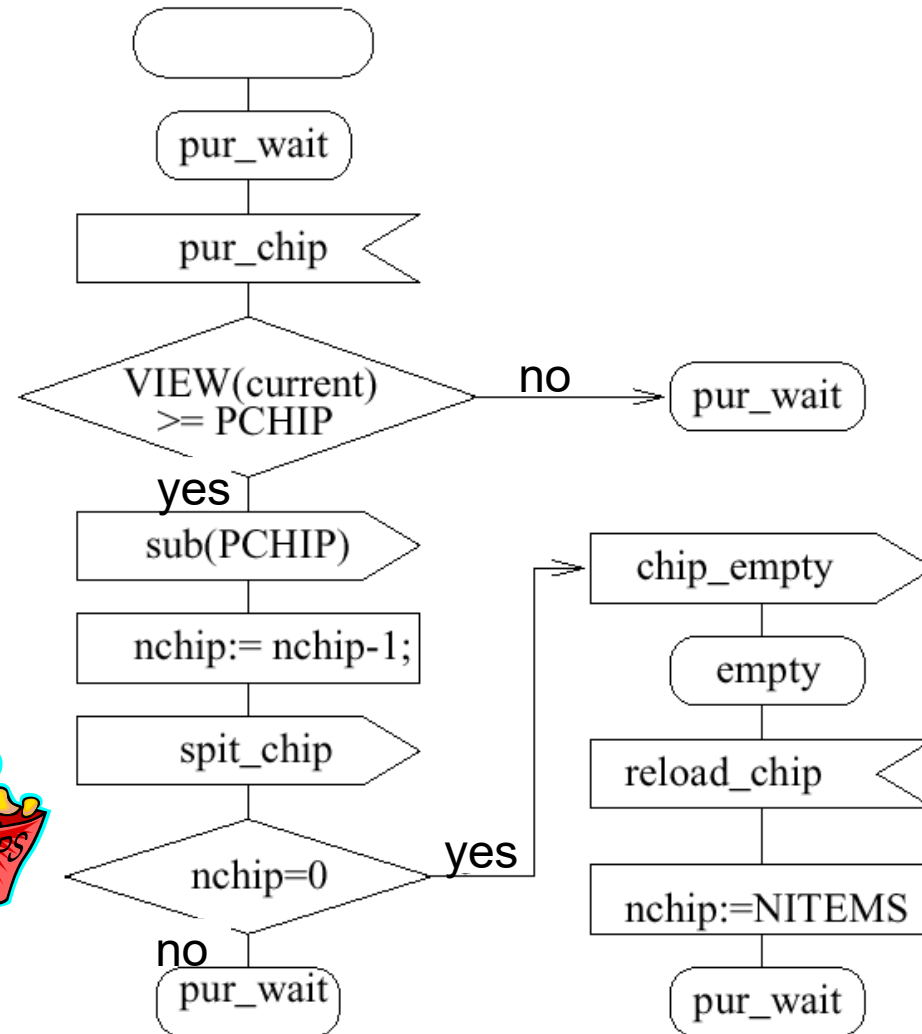 pur_wait
pur_chip
VIEW(current)
>= PCHIP
no
pur_wait
yes
sub(PCHIP)
nchip:= nchip-1;
spit_chip
nchip=0
yes
no
pur_wait
chip_empty
empty
reload_chip
nchip:=NITEMS
pur_wait